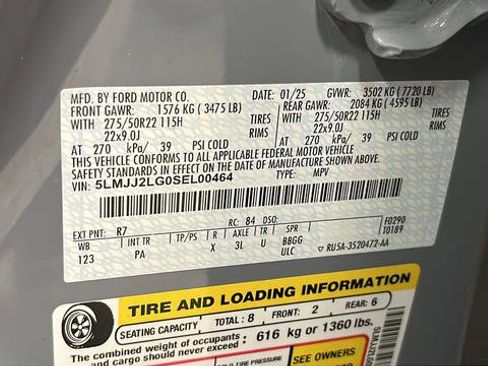 MFD. BY FORD MOTOR CO.
DATE: 01/25 GVWR: 3502 KG ( 7720 LB)
FRONT GAWR: 1576 KG ( 3475 LB) REAR GAWR: 2084 KG ( 4595 LB)
WITH 275/50R22 115H TIRES WITH 275/50R22 115H TIRES
22x9.0J RIMS 22x9.0J RIMS
AT 270 kPa/ 39 PSI COLD AT 270 kPa/ 39 PSI COLD
THIS VEHICLE CONFORMS TO ALL APPLICABLE FEDERAL MOTOR VEHICLE
SAFETY STANDARDS IN EFFECT ON THE DATE OF MANUFACTURE SHOWN ABOVE.
VIN: 5LMJJ2LG0SEL00464 TYPE: MPV
EXT PNT: R7 RC: 84 DSO: F0290
WB INT TR TP/PS R AXLE TR SPR T0189
123 PA X 3L U BBGG
ULC RU5A-3520472-AA
TIRE AND LOADING INFORMATION
SEATING CAPACITY TOTAL : 8 FRONT: 2 REAR: 6
The combined weight of occupants and cargo should never exceed : 616 kg or 1360 lbs.
SEE OWNERS